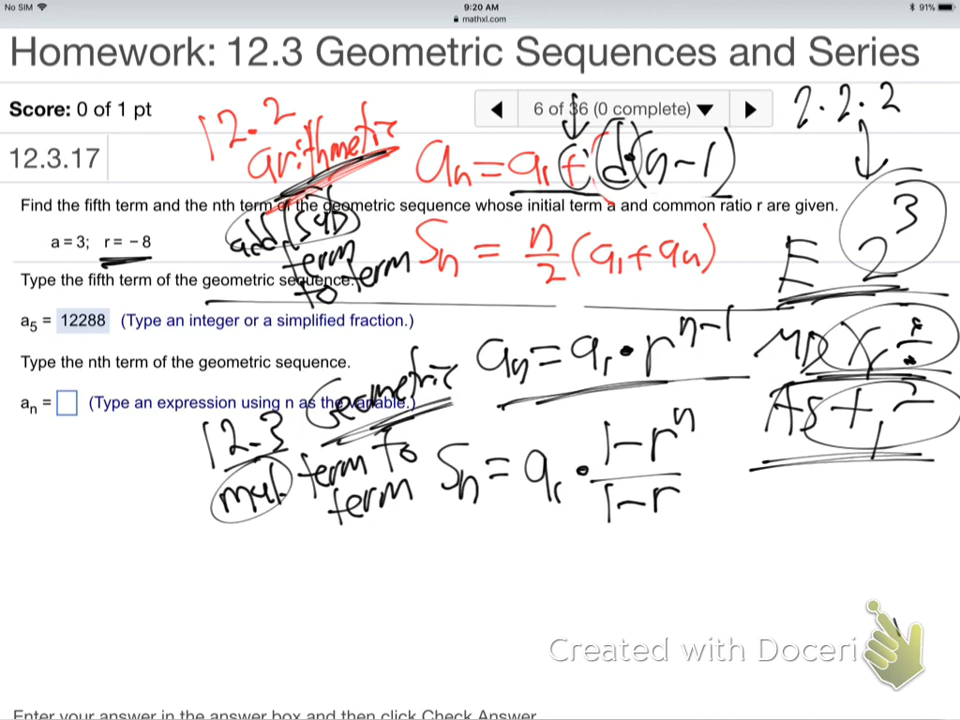 No SIM 9:20 AM 91%
mathxl.com
Homework: 12.3 Geometric Sequences and Series
Score: 0 of 1 pt
6 of 36 (0 complete)
2 · 2 · 2
12.3.17
12-2
arithmetic
an = a1 + d(n-1)
Find the fifth term and the nth term of the geometric sequence whose initial term a and common ratio r are given.
3
add/sub
term
to term
Sn = n/2 (a1 + an)
E 2
a = 3; r = − 8
Type the fifth term of the geometric sequence.
a5 = 12288 (Type an integer or a simplified fraction.)
an = a1 • r^n-1
MD X ÷
Type the nth term of the geometric sequence.
Geometric
AS + -
an = (Type an expression using n as the variable.)
12-3
mul term to
term
Sn = a1 · 1-r^n
1-r
Created with Doceri
Enter your answer in the answer box and then click Check Answer